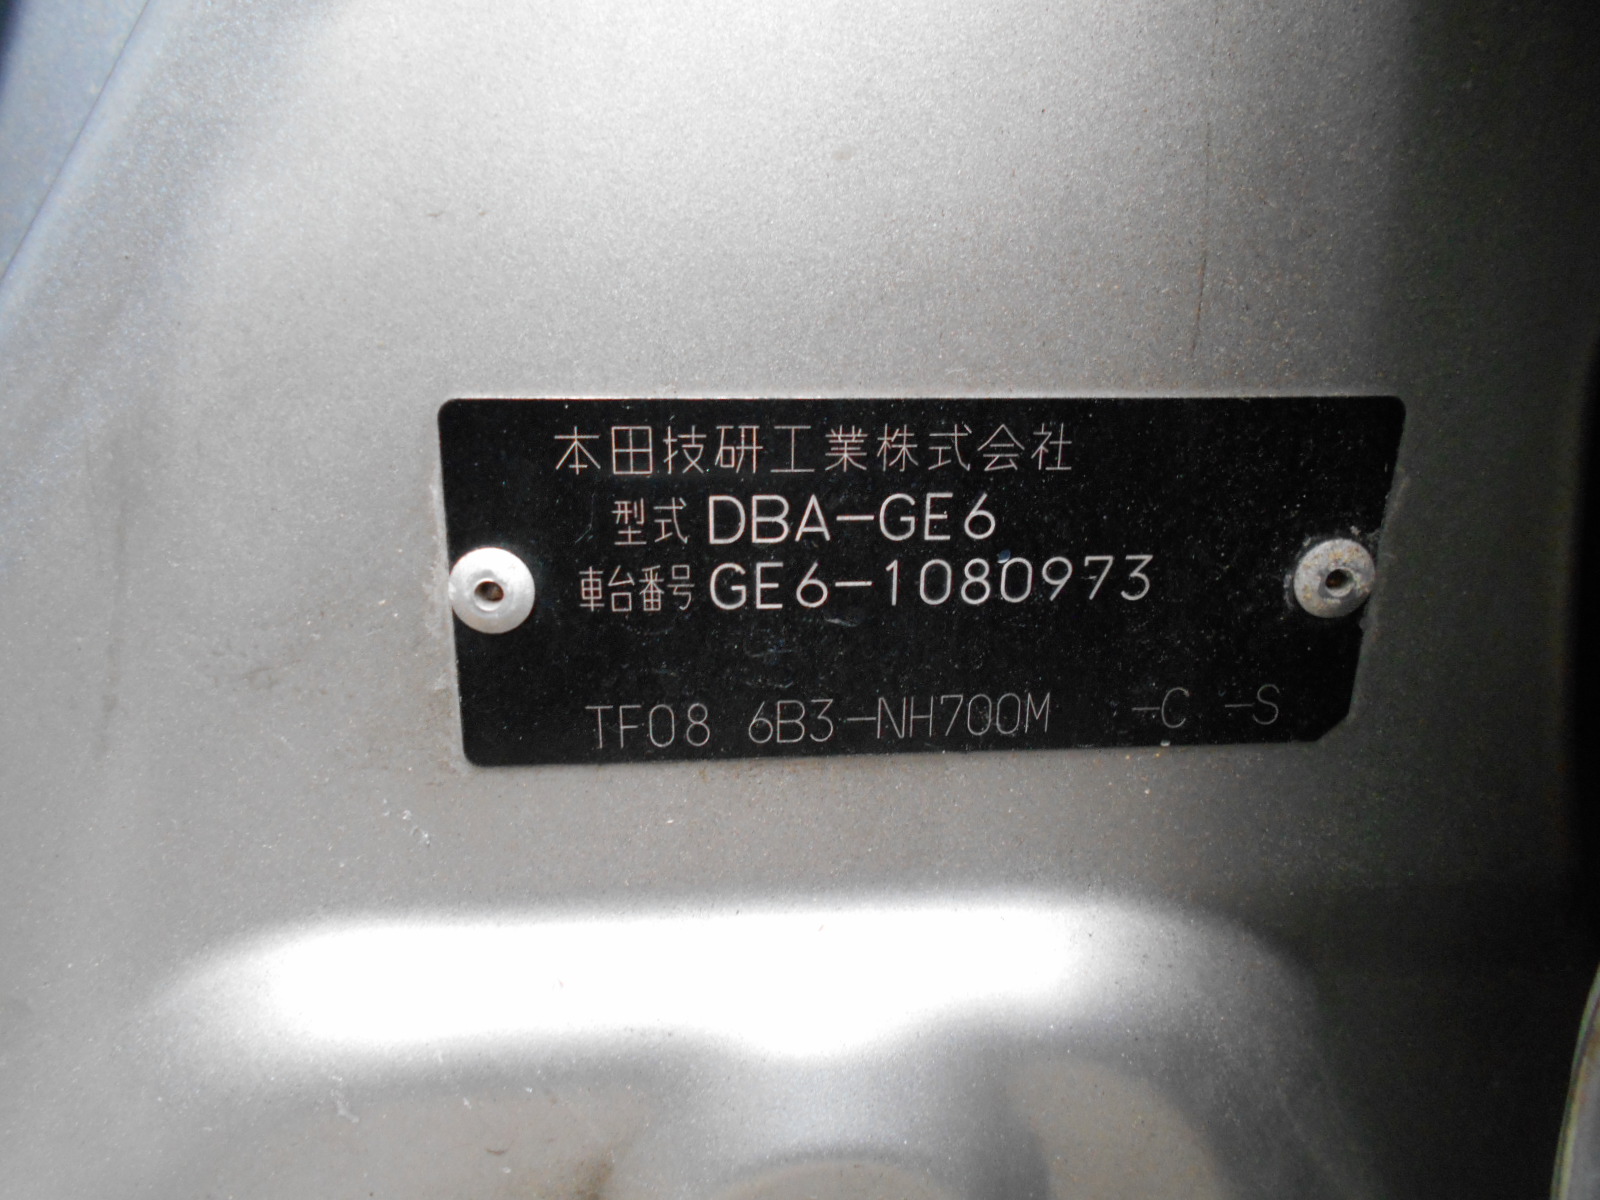 本田技研工業株式会社
型式 DBA-GE6
車台番号 GE6-1080973
TF08 6B3-NH700M -C -S